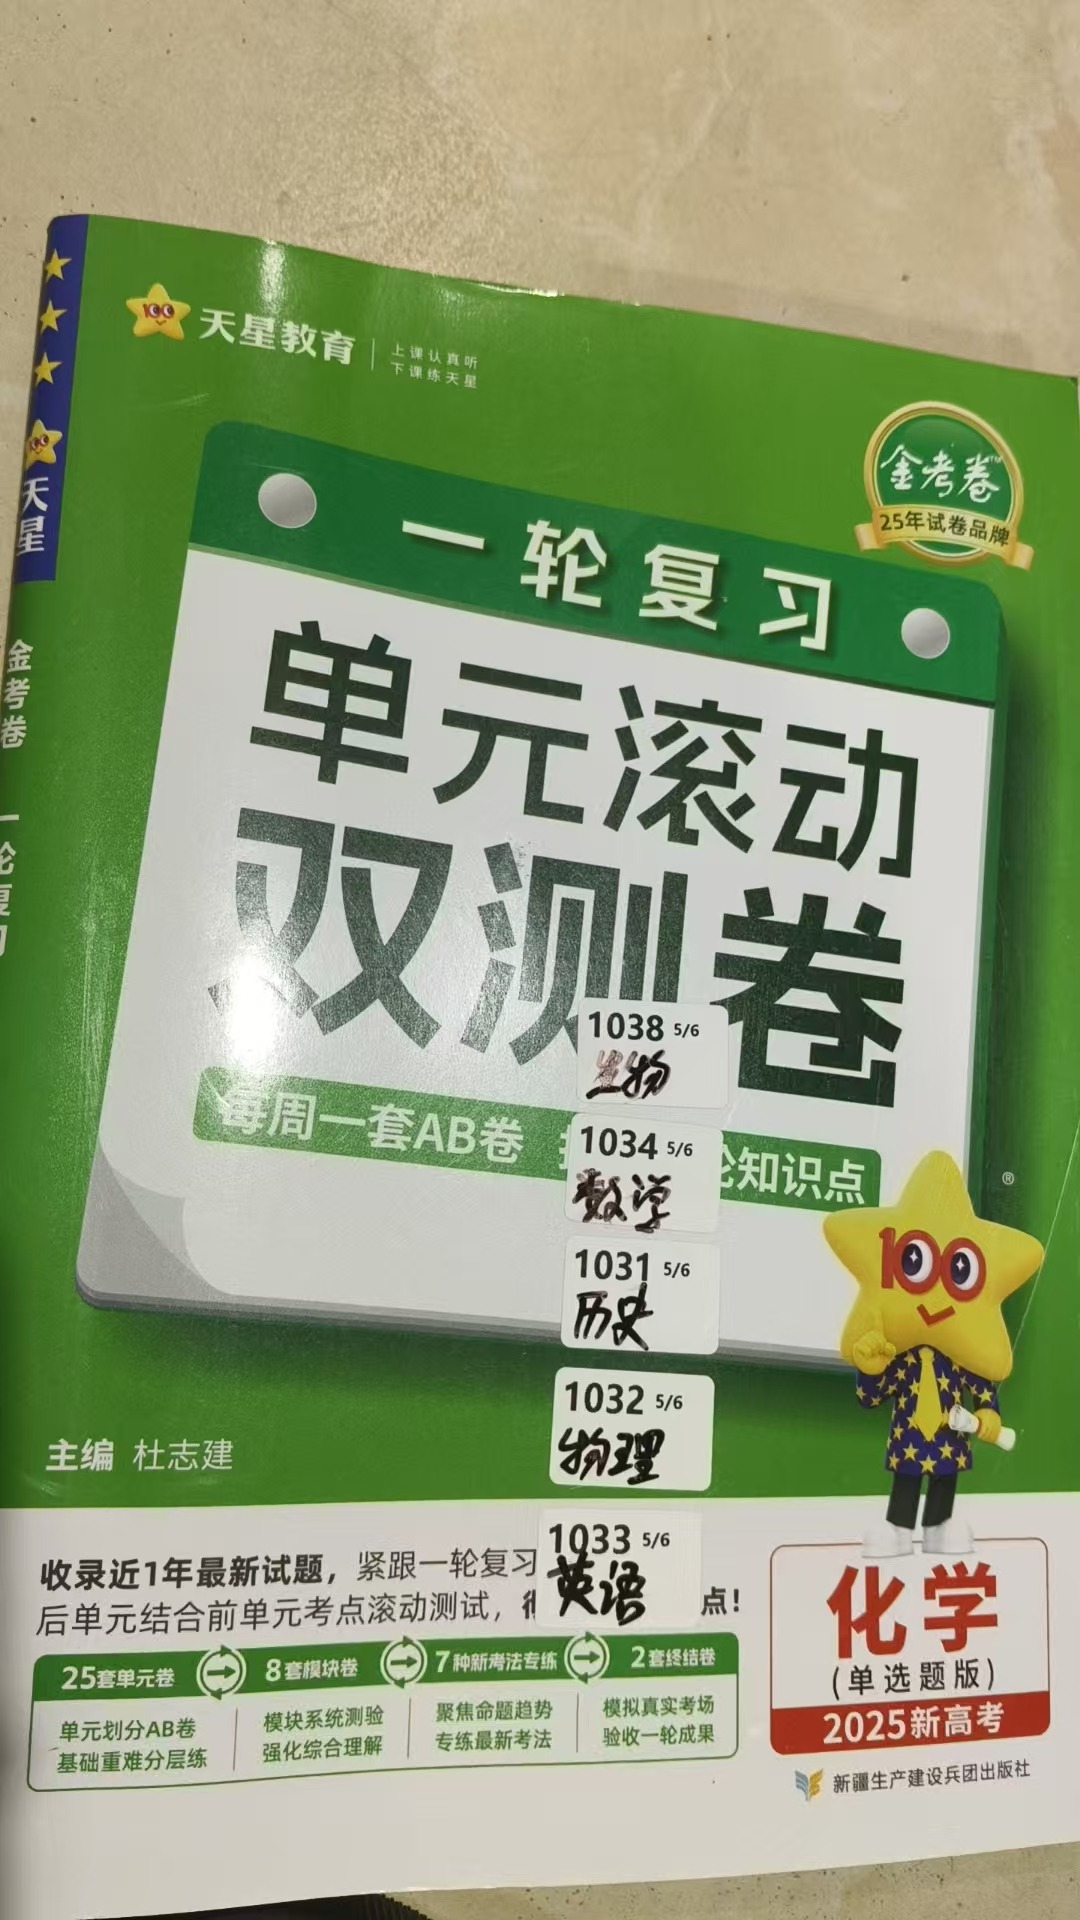 天星教育
上课认真听
下课练天星
金考卷
25年试卷品牌
一轮复习
单元滚动
双测卷
每周一套AB卷
轮知识点
1038 5/6
生物
1034 5/6
数学
1031 5/6
历史
1032 5/6
物理
1033 5/6
英语
100
主编 杜志建
收录近1年最新试题，紧跟一轮复习
后单元结合前单元考点滚动测试，
点！
25套单元卷
8套模块卷
7种新考法专练
2套终结卷
单元划分AB卷
基础重难分层练
模块系统测验
强化综合理解
聚焦命题趋势
专练最新考法
模拟真实考场
验收一轮成果
化学
(单选题版)
2025新高考
新疆生产建设兵团出版社
天星
金考卷 一轮复习